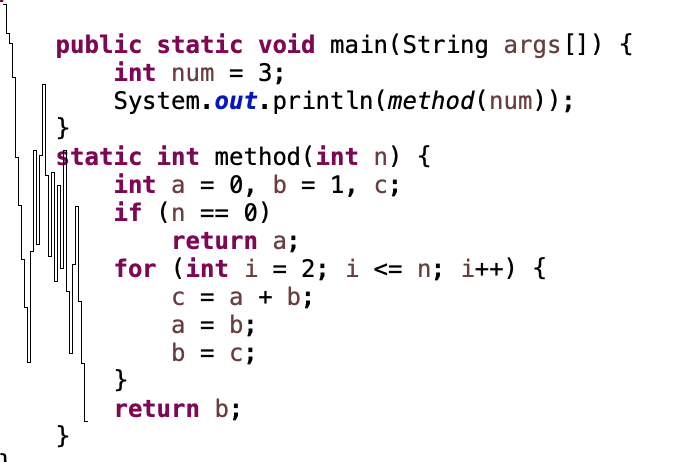 public static void main(String args[]) {
int num = 3;
System.out.println(method(num));
}
static int method(int n) {
int a = 0, b = 1, c;
if (n == 0)
return a;
for (int i = 2; i <= n; i++) {
c = a + b;
a = b;
b = c;
}
return b;
}
}